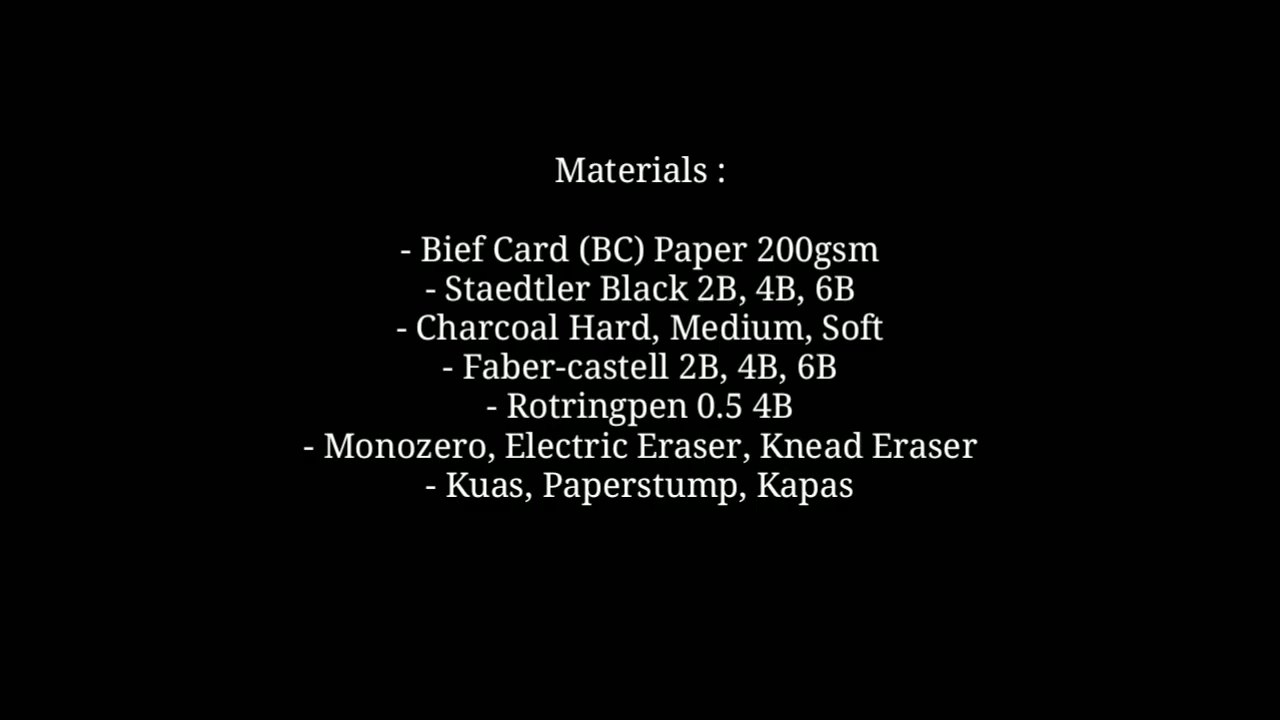 Materials :
- Bief Card (BC) Paper 200gsm
- Staedtler Black 2B, 4B, 6B
- Charcoal Hard, Medium, Soft
- Faber-castell 2B, 4B, 6B
- Rotringpen 0.5 4B
- Monozero, Electric Eraser, Knead Eraser
- Kuas, Paperstump, Kapas